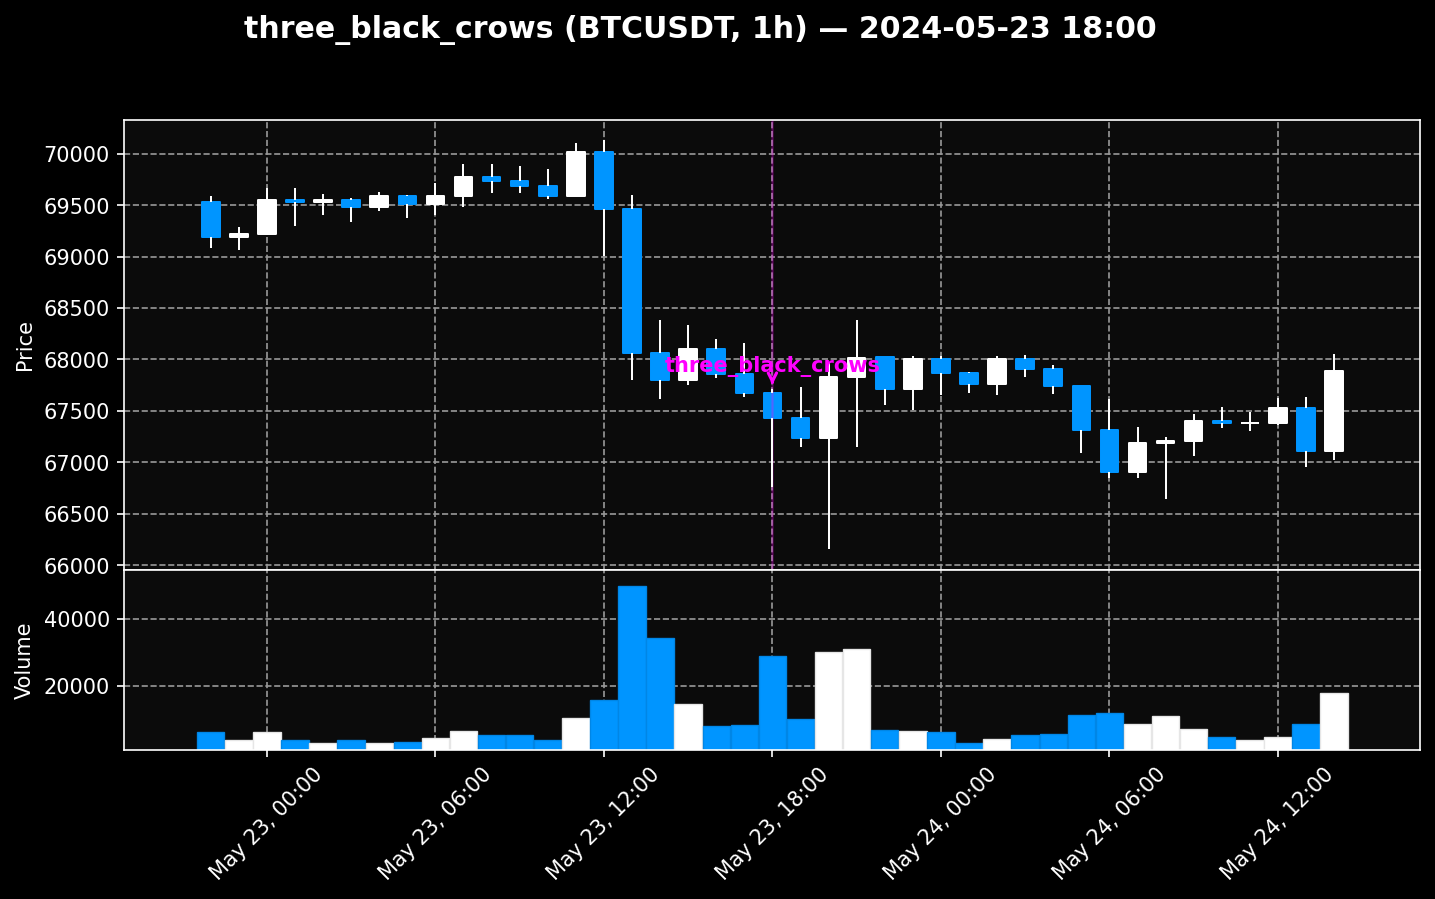 three_black_crows (BTCUSDT, 1h) — 2024-05-23 18:00
70000
69500
69000
68500
68000
67500
67000
66500
66000
Price
three_black_crows
40000
20000
Volume
May 23, 00:00
May 23, 06:00
May 23, 12:00
May 23, 18:00
May 24, 00:00
May 24, 06:00
May 24, 12:00